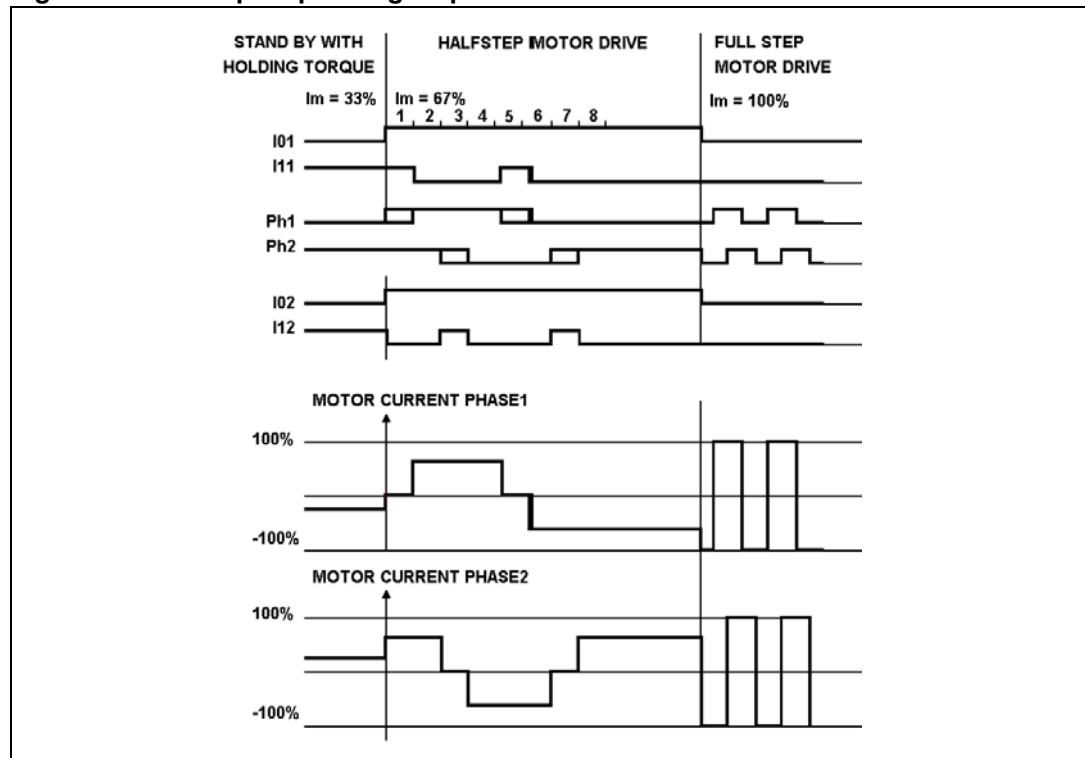 STAND BY WITH
HOLDING TORQUE
HALFSTEP MOTOR DRIVE
FULL STEP
MOTOR DRIVE
Im = 33%
Im = 67%
Im = 100%
1 2 3 4 5 6 7 8
I01
I11
Ph1
Ph2
I02
I12
MOTOR CURRENT PHASE1
100%
-100%
MOTOR CURRENT PHASE2
100%
-100%